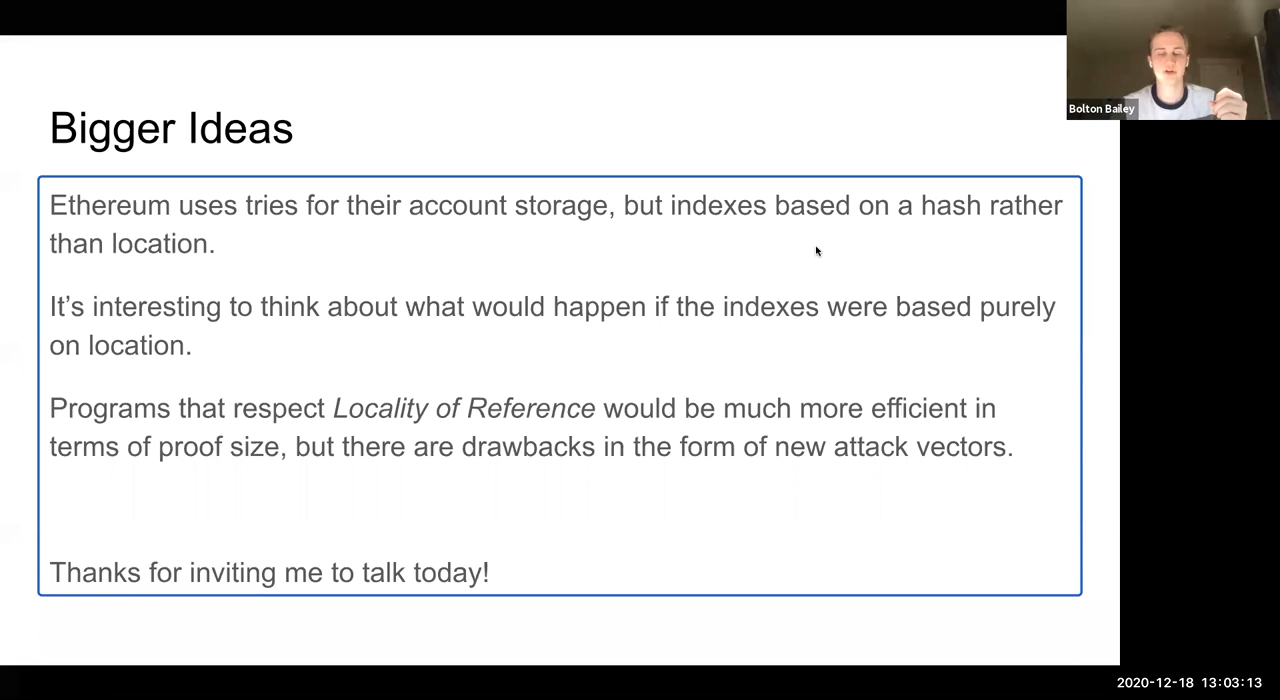 Bolton Bailey
Bigger Ideas
Ethereum uses tries for their account storage, but indexes based on a hash rather
than location.
It’s interesting to think about what would happen if the indexes were based purely
on location.
Programs that respect Locality of Reference would be much more efficient in
terms of proof size, but there are drawbacks in the form of new attack vectors.
Thanks for inviting me to talk today!
2020-12-18 13:03:13